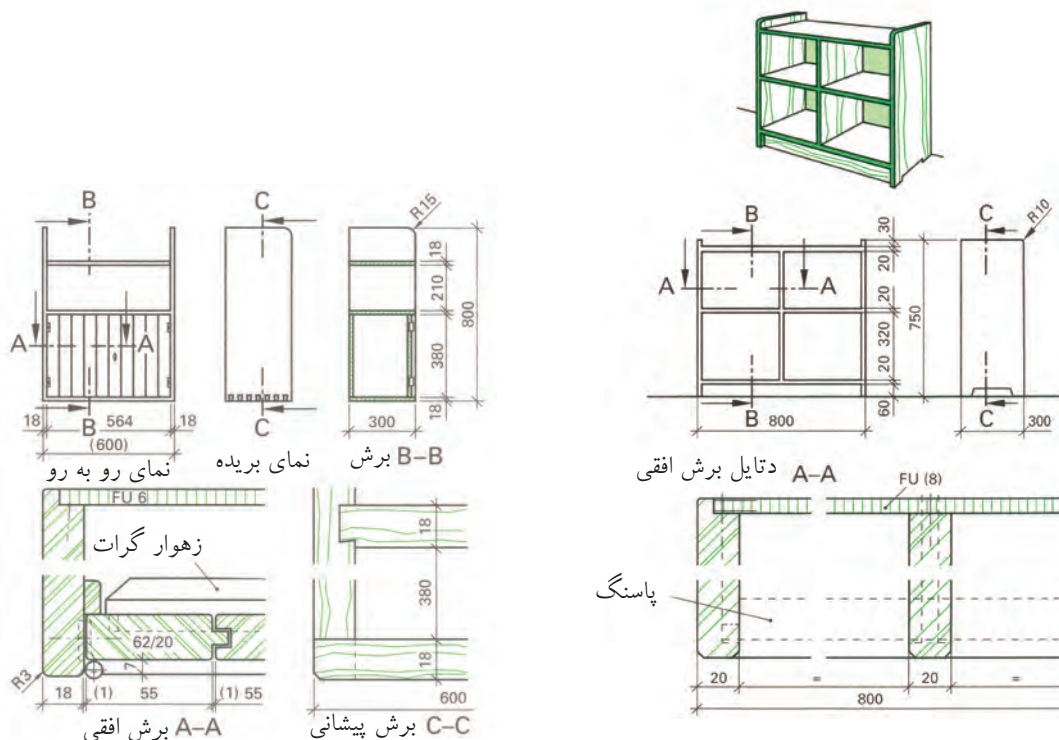 B
C
R15
18
210
380
18
800
A
A
18
B
564
18
(600)
C
300
نمای رو به رو
نمای بریده
برش B-B
FU 6
زهوار گرات
62/20
7
R3
18
(1)
55
(1) 55
برش افقی A-A
18
380
18
600
برش پیشانی C-C
B
C
R10
A
A
30
20
20
320
20
60
750
B
800
C
300
دتایل برش افقی
A-A
FU (8)
پاسنگ
20
=
20
=
800